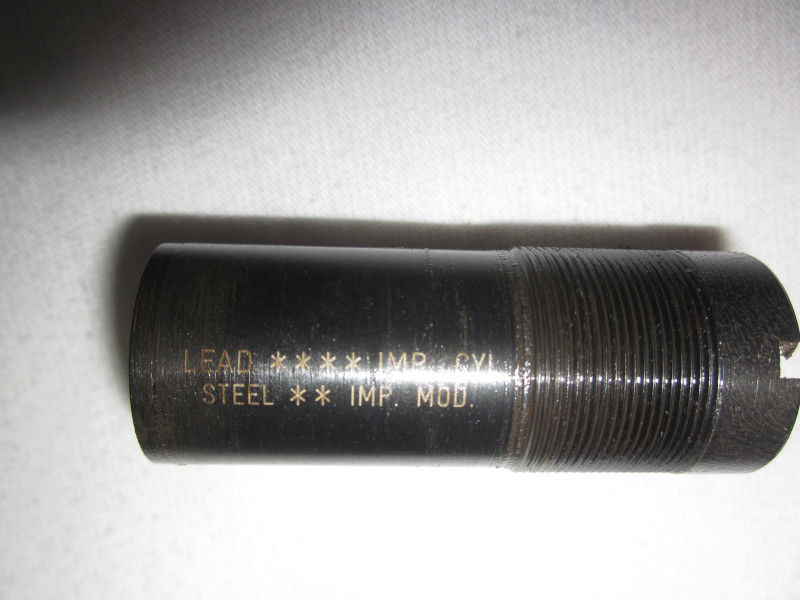 LEAD **** IMP. CYL
STEEL ** IMP. MOD.